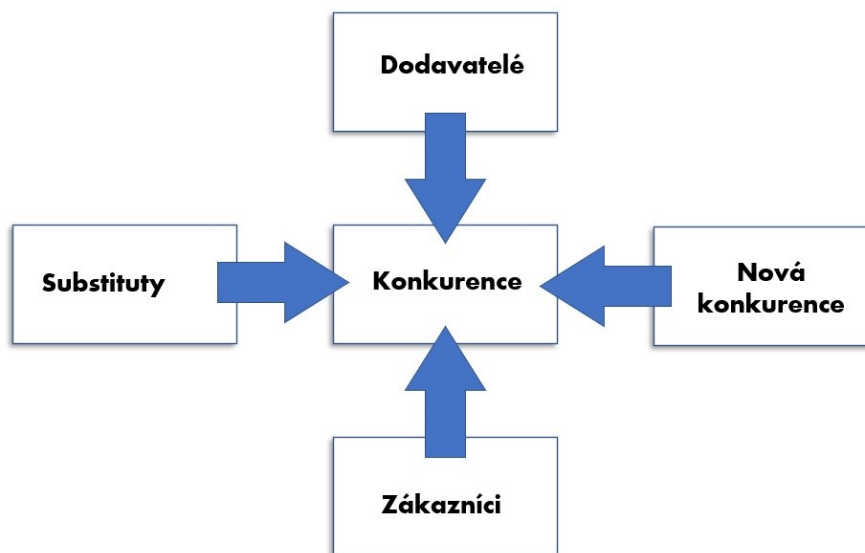 Dodavatelé
Substituty
Konkurence
Nová
konkurence
Zákazníci